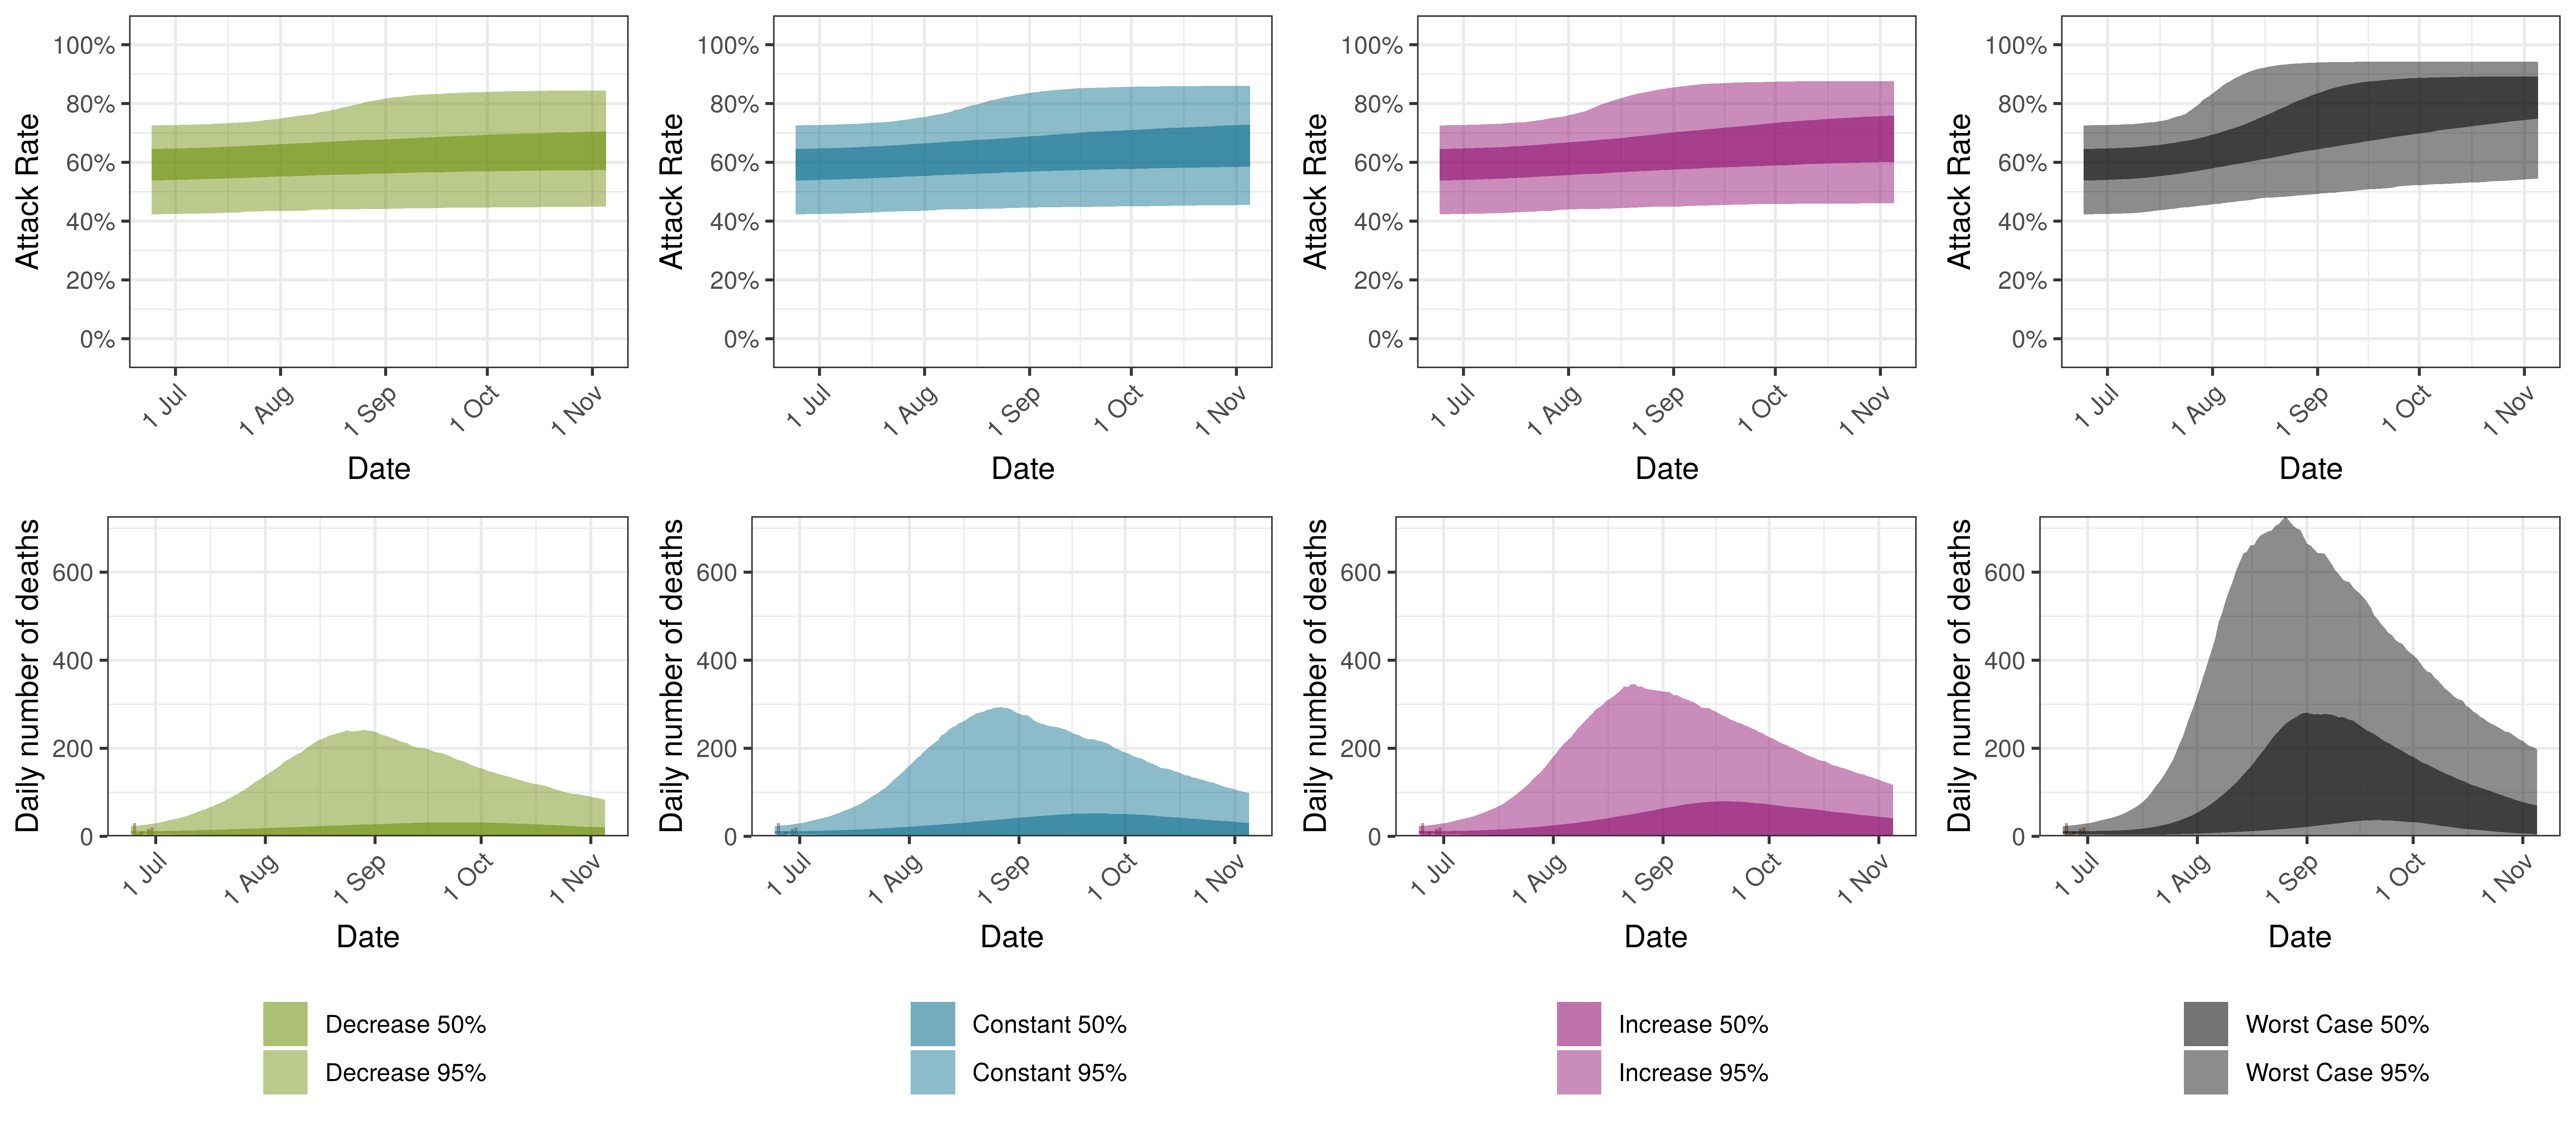 Attack Rate
100%
80%
60%
40%
20%
0%
1 Jul
1 Aug
1 Sep
1 Oct
1 Nov
Date
Attack Rate
100%
80%
60%
40%
20%
0%
1 Jul
1 Aug
1 Sep
1 Oct
1 Nov
Date
Attack Rate
100%
80%
60%
40%
20%
0%
1 Jul
1 Aug
1 Sep
1 Oct
1 Nov
Date
Attack Rate
100%
80%
60%
40%
20%
0%
1 Jul
1 Aug
1 Sep
1 Oct
1 Nov
Date
Daily number of deaths
600
400
200
0
1 Jul
1 Aug
1 Sep
1 Oct
1 Nov
Date
Daily number of deaths
600
400
200
0
1 Jul
1 Aug
1 Sep
1 Oct
1 Nov
Date
Daily number of deaths
600
400
200
0
1 Jul
1 Aug
1 Sep
1 Oct
1 Nov
Date
Daily number of deaths
600
400
200
0
1 Jul
1 Aug
1 Sep
1 Oct
1 Nov
Date
Decrease 50%
Decrease 95%
Constant 50%
Constant 95%
Increase 50%
Increase 95%
Worst Case 50%
Worst Case 95%